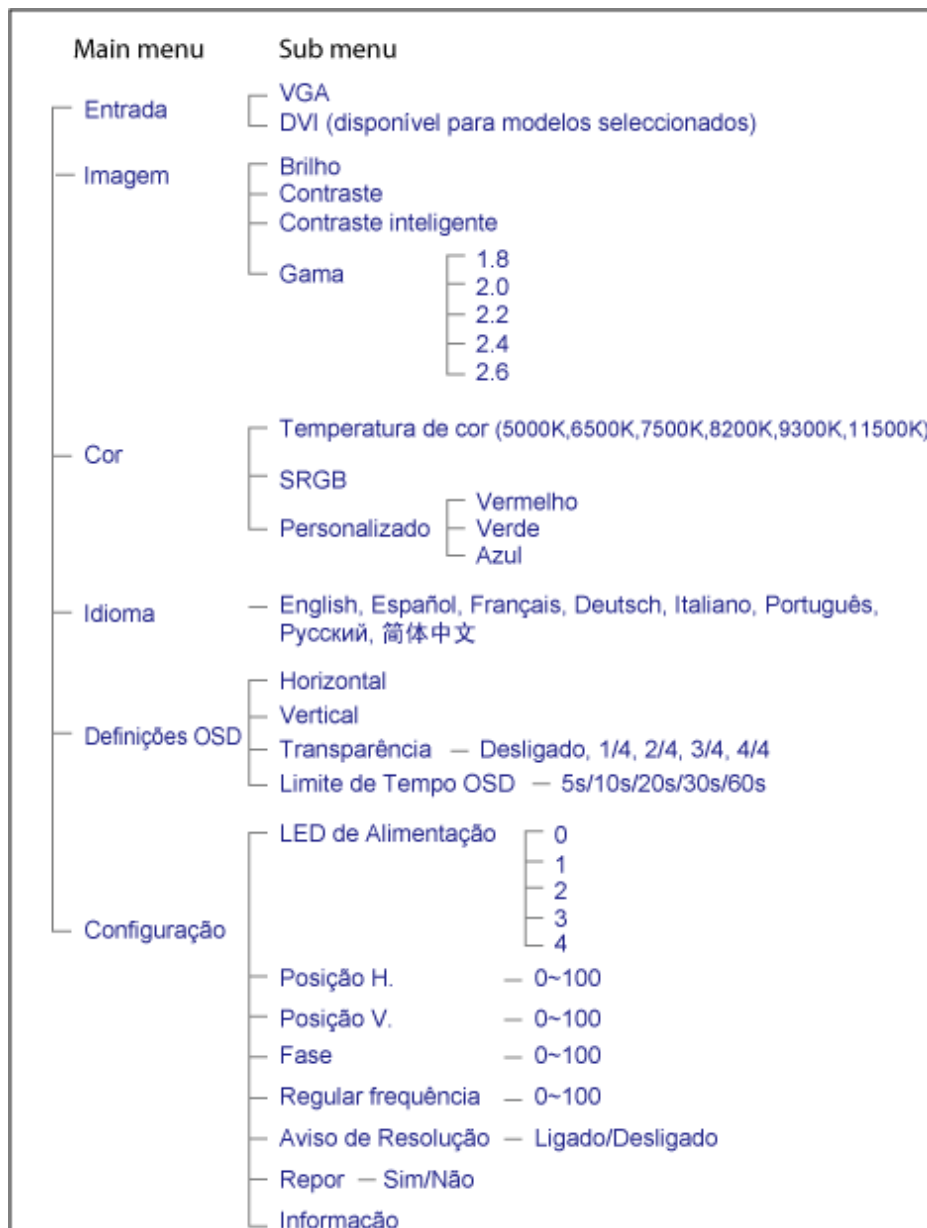 Main menu Sub menu
Entrada VGA
DVI (disponível para modelos seleccionados)
Imagem Brilho
Contraste
Contraste inteligente
Gama 1.8
2.0
2.2
2.4
2.6
Cor Temperatura de cor (5000K,6500K,7500K,8200K,9300K,11500K)
SRGB
Personalizado Vermelho
Verde
Azul
Idioma — English, Español, Français, Deutsch, Italiano, Português,
Русский, 简体中文
Definições OSD Horizontal
Vertical
Transparência — Desligado, 1/4, 2/4, 3/4, 4/4
Limite de Tempo OSD — 5s/10s/20s/30s/60s
Configuração LED de Alimentação 0
1
2
3
4
Posição H. — 0~100
Posição V. — 0~100
Fase — 0~100
Regular frequência — 0~100
Aviso de Resolução — Ligado/Desligado
Repor — Sim/Não
Informação